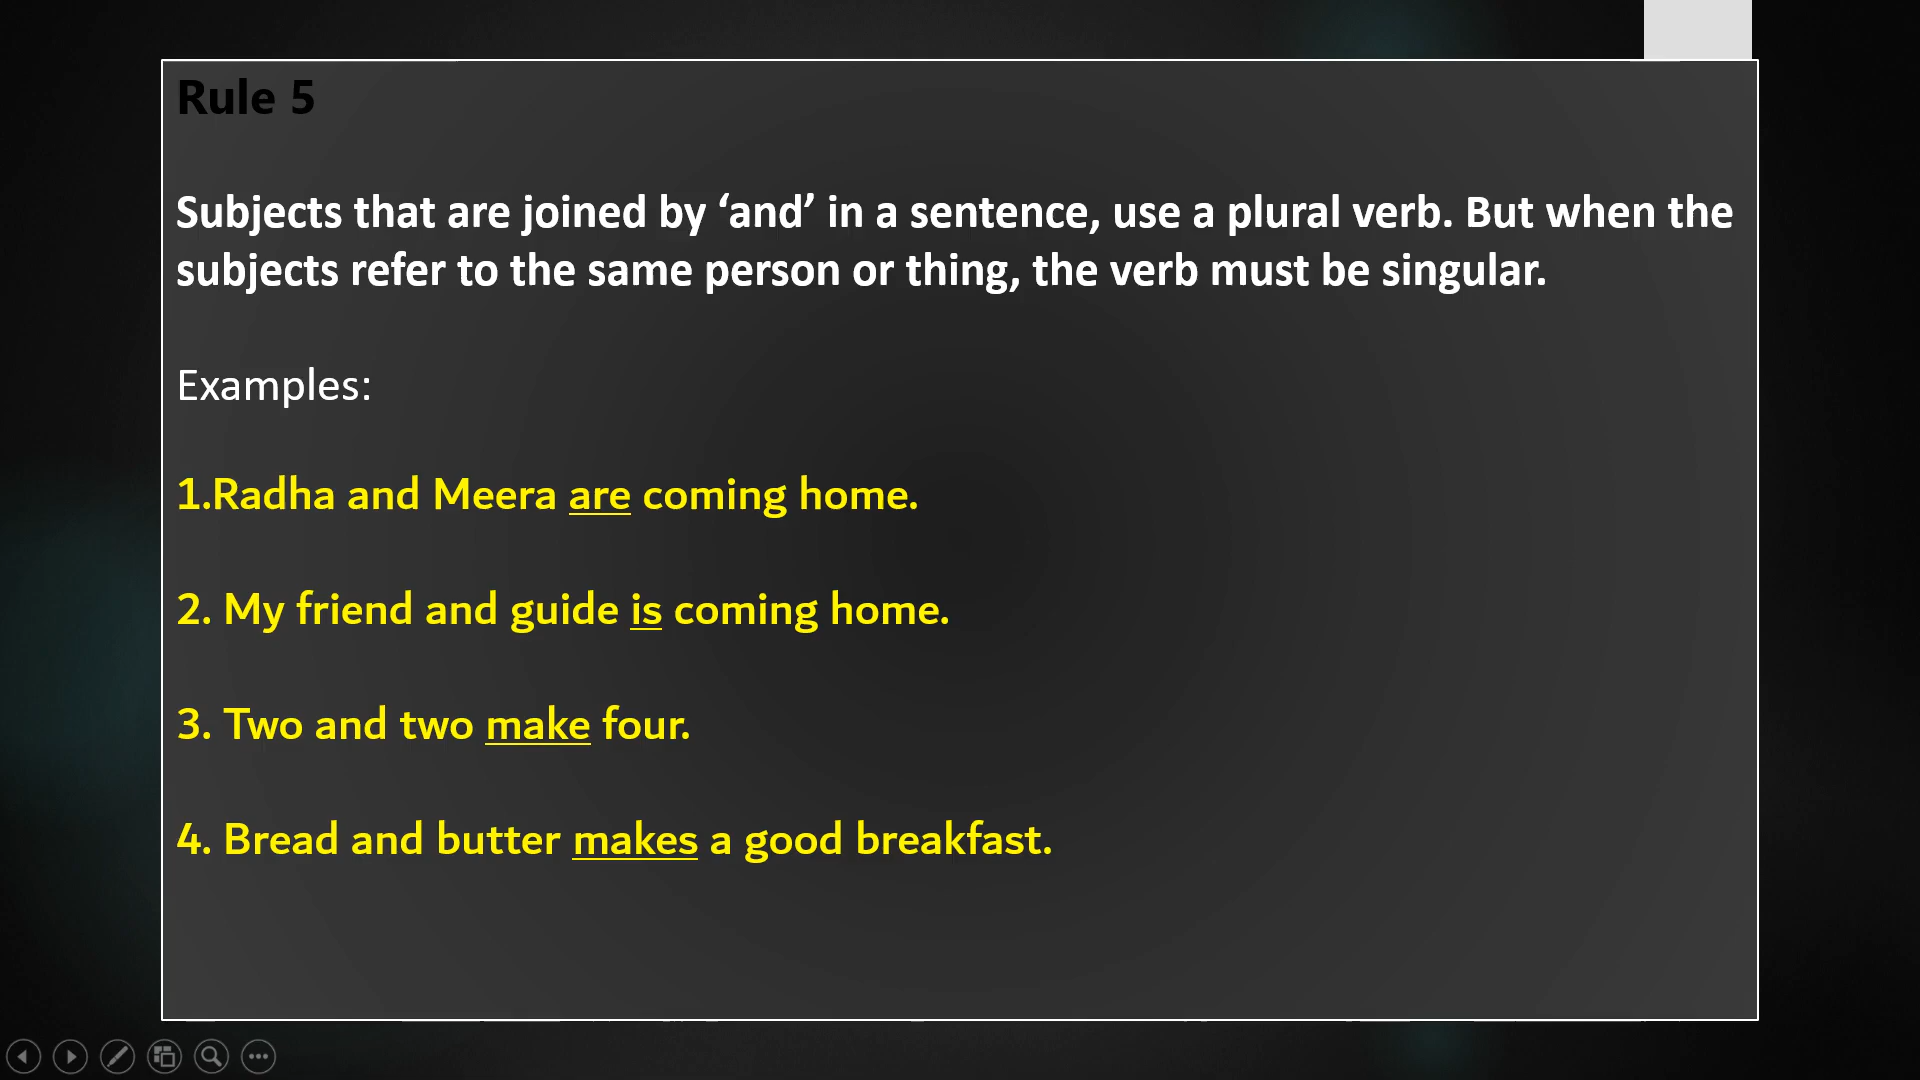 Rule 5
Subjects that are joined by ‘and’ in a sentence, use a plural verb. But when the
subjects refer to the same person or thing, the verb must be singular.
Examples:
1.Radha and Meera are coming home.
2. My friend and guide is coming home.
3. Two and two make four.
4. Bread and butter makes a good breakfast.